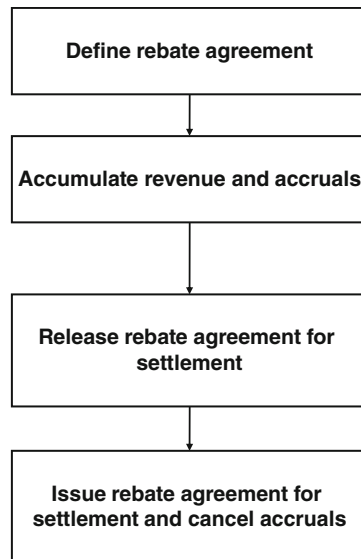 Define rebate agreement
Accumulate revenue and accruals
Release rebate agreement for
settlement
Issue rebate agreement for
settlement and cancel accruals